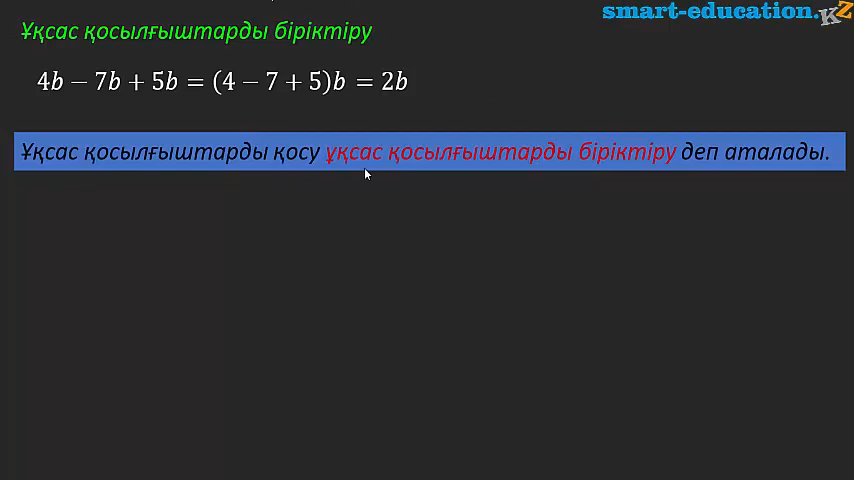 smart-education.KZ
Ұқсас қосылғыштарды біріктіру
4b − 7b + 5b = (4 − 7 + 5)b = 2b
Ұқсас қосылғыштарды қосу ұқсас қосылғыштарды біріктіру деп аталады.